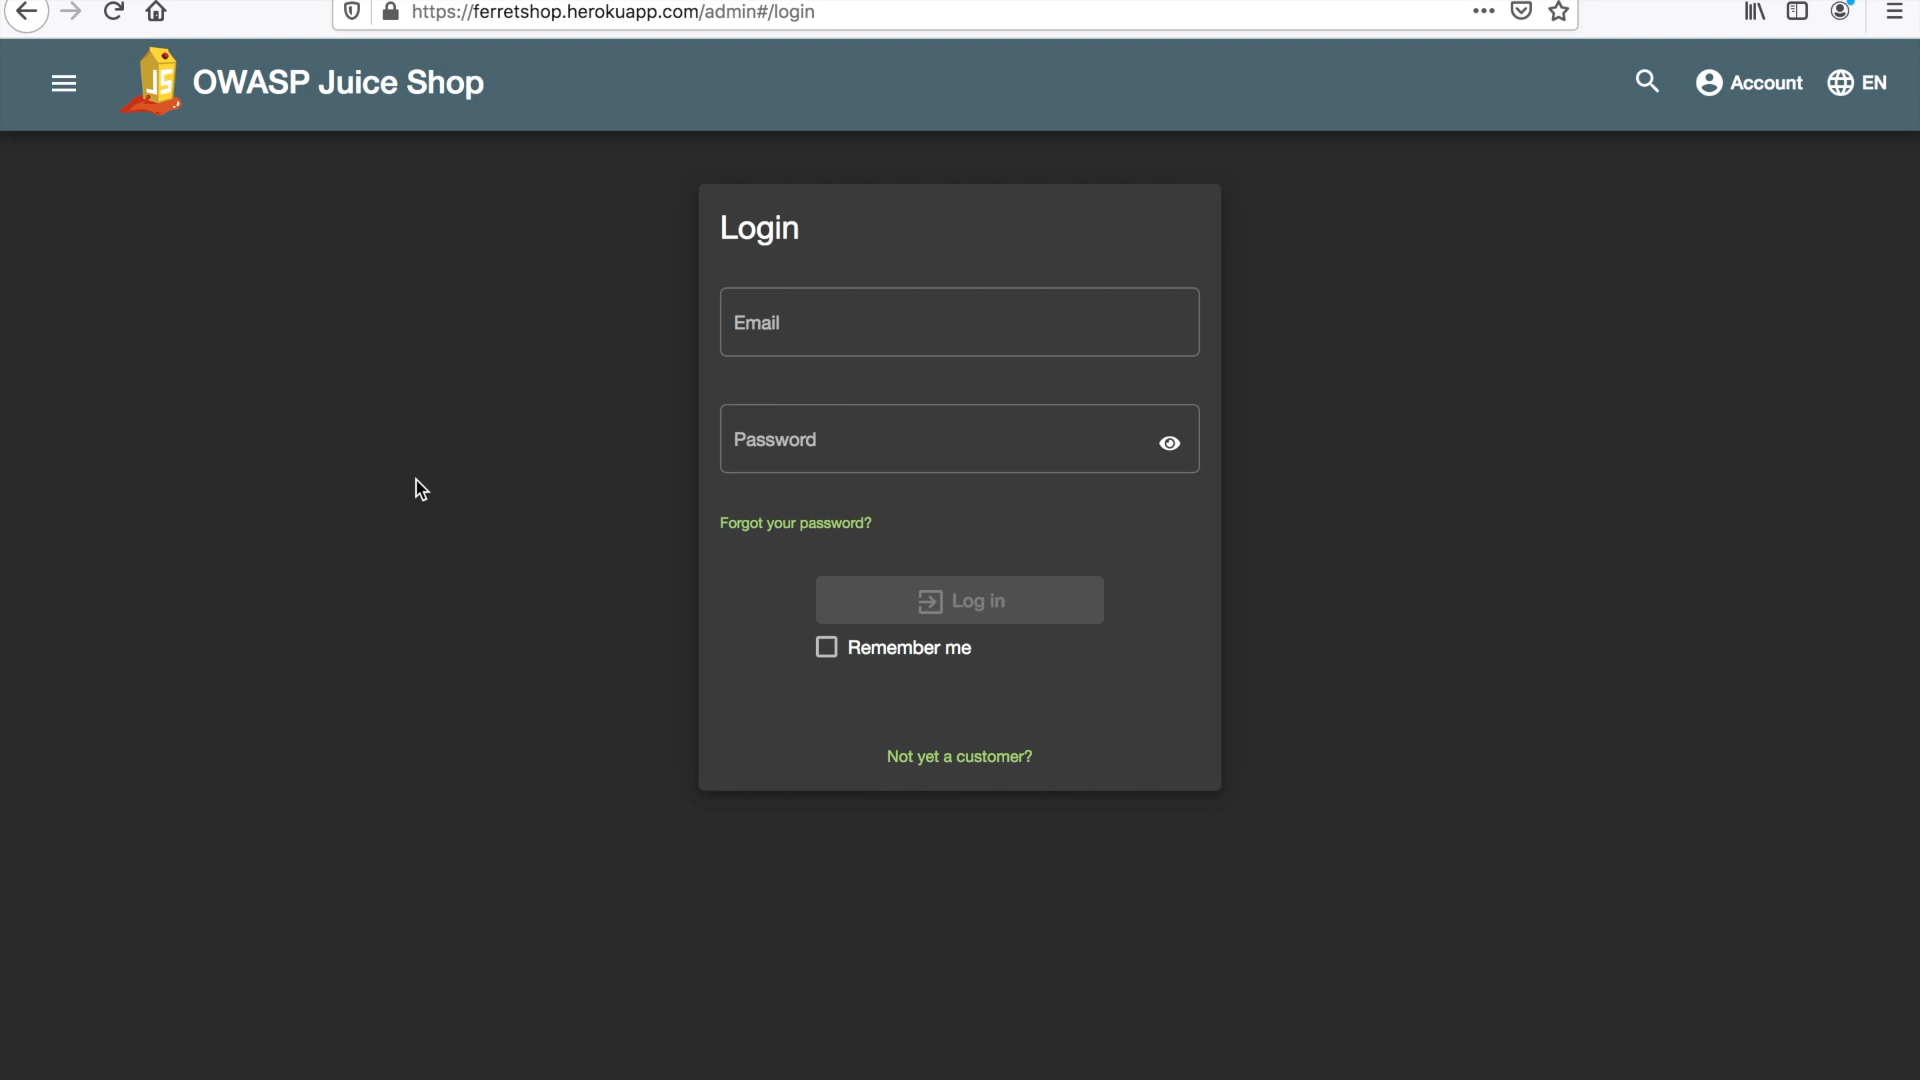 https://ferretshop.herokuapp.com/admin#/login
JS OWASP Juice Shop
Account
EN
Login
Email
Password
Forgot your password?
Log in
Remember me
Not yet a customer?